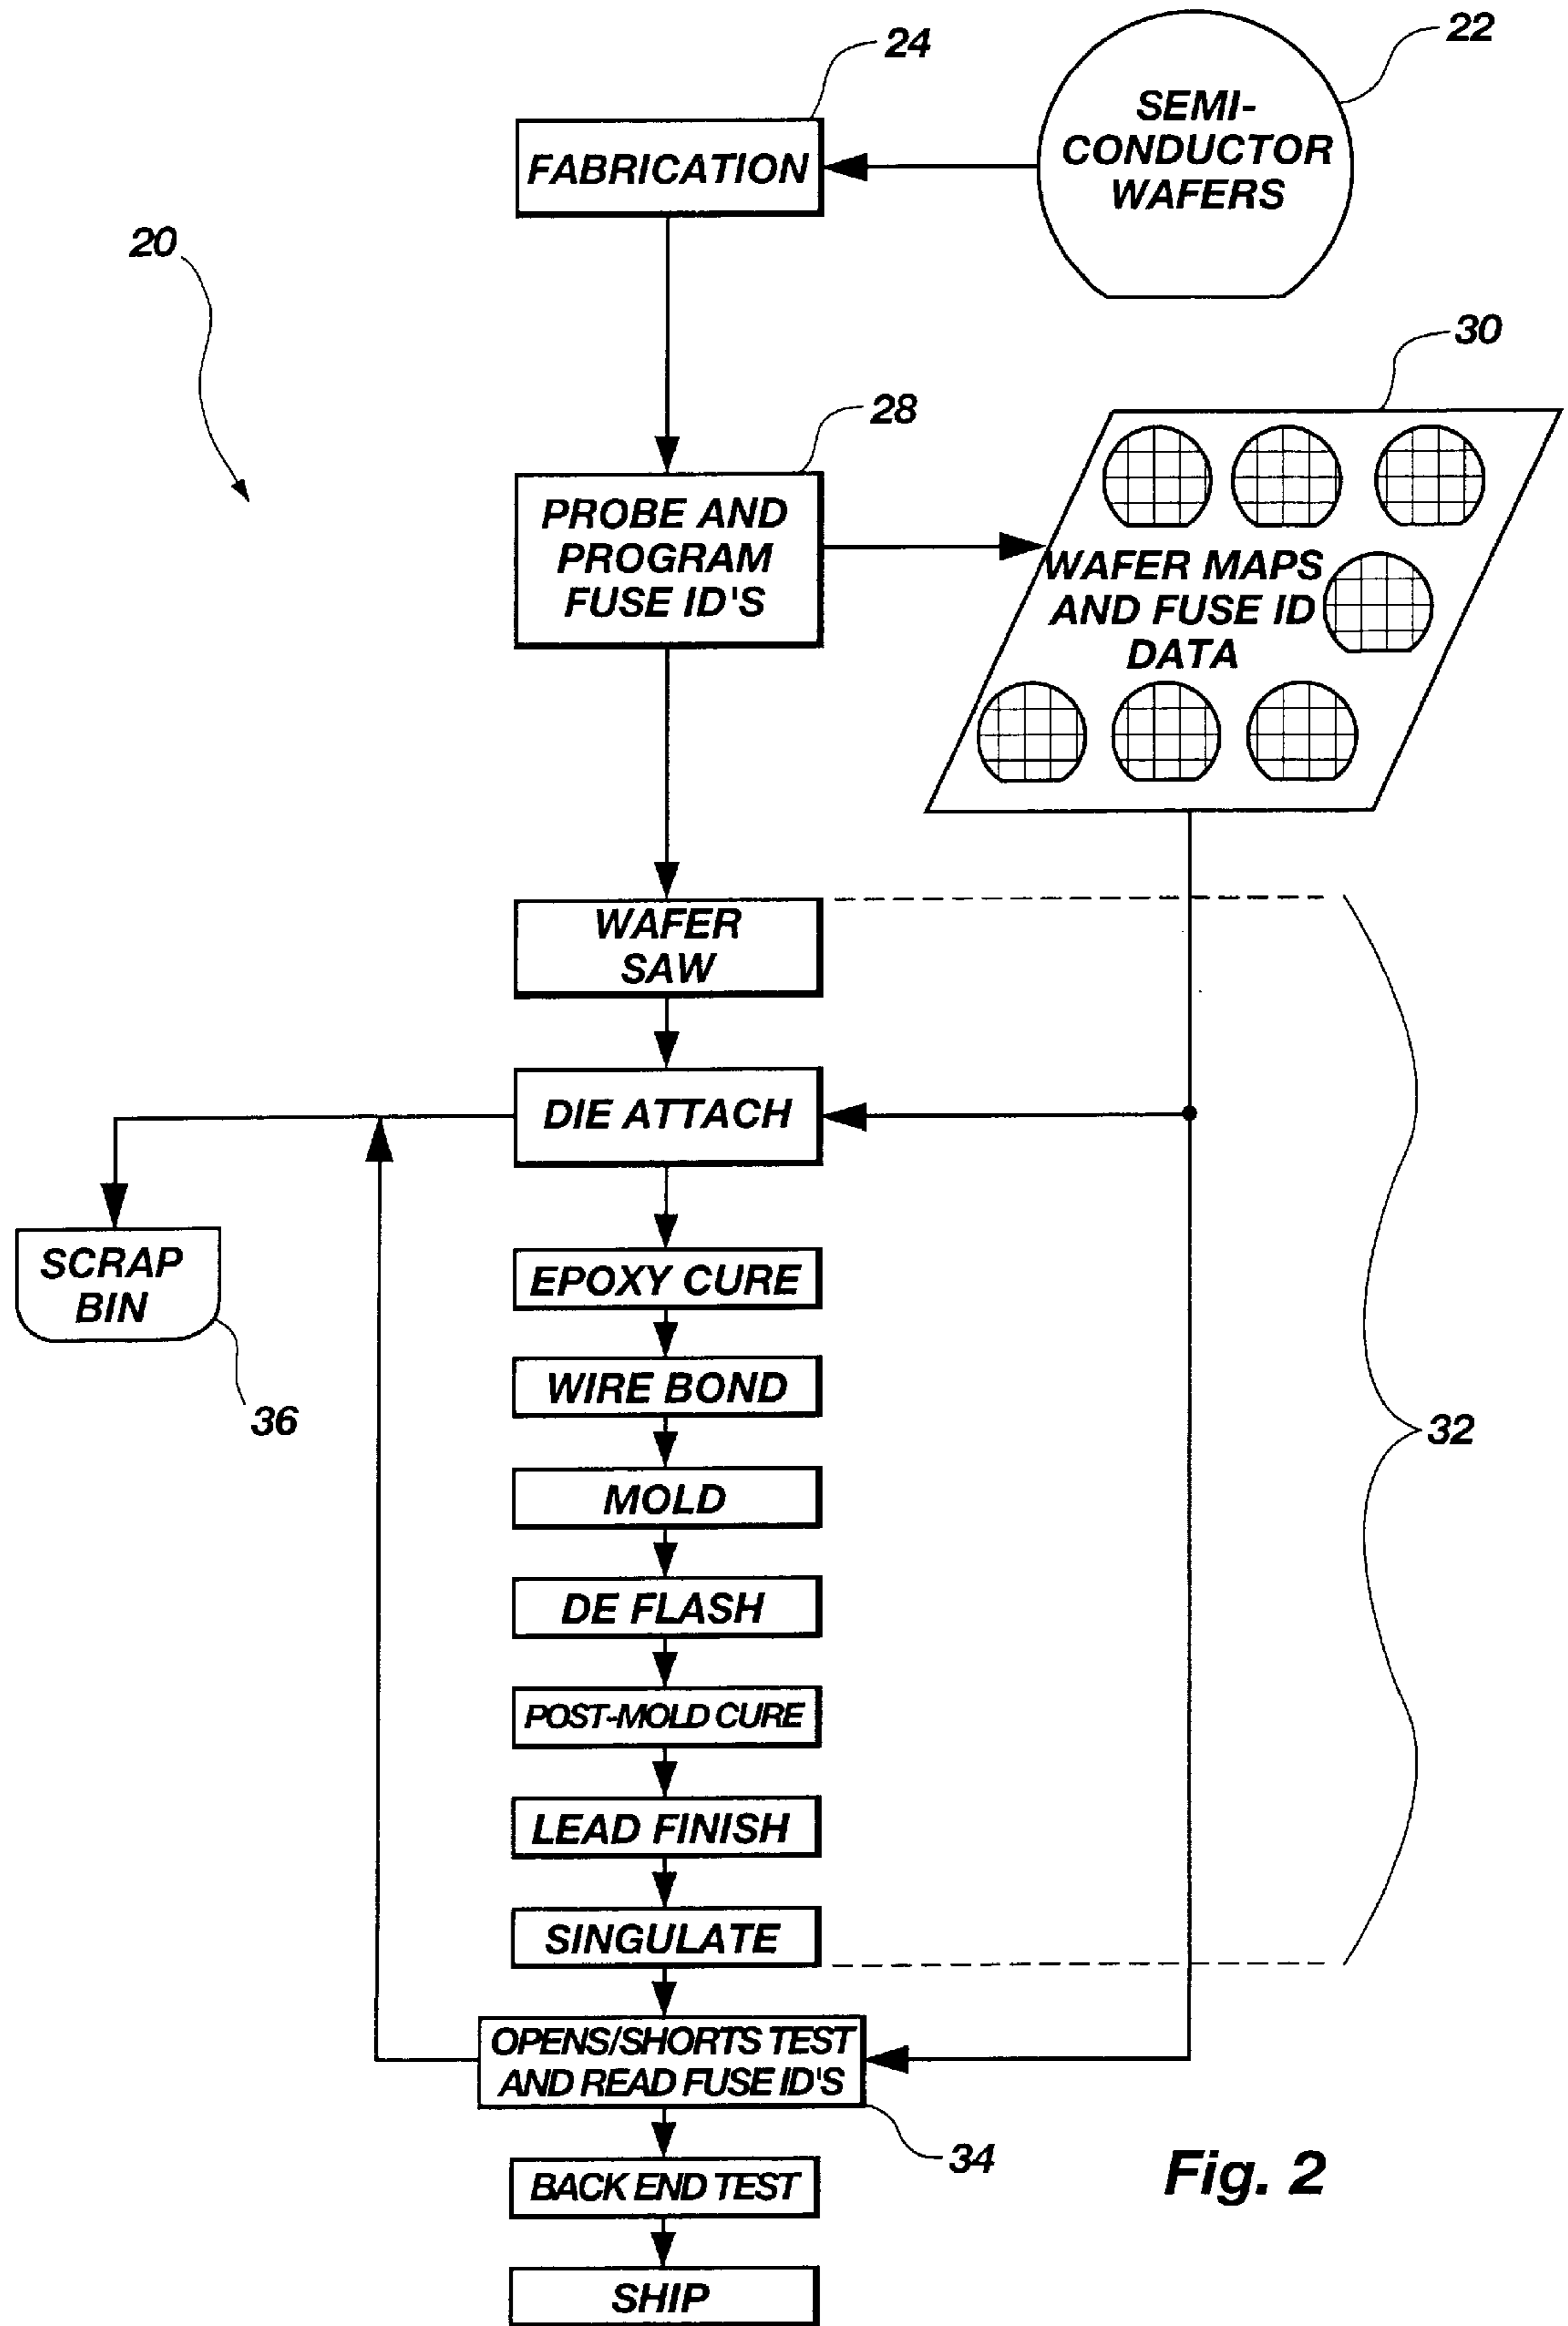 24
22
SEMI-
CONDUCTOR
WAFERS
FABRICATION
20
30
28
PROBE AND
PROGRAM
FUSE ID'S
WAFER MAPS
AND FUSE ID
DATA
WAFER
SAW
DIE ATTACH
SCRAP
BIN
36
EPOXY CURE
WIRE BOND
32
MOLD
DE FLASH
POST-MOLD CURE
LEAD FINISH
SINGULATE
OPENS/SHORTS TEST
AND READ FUSE ID'S
34
BACK END TEST
Fig. 2
SHIP